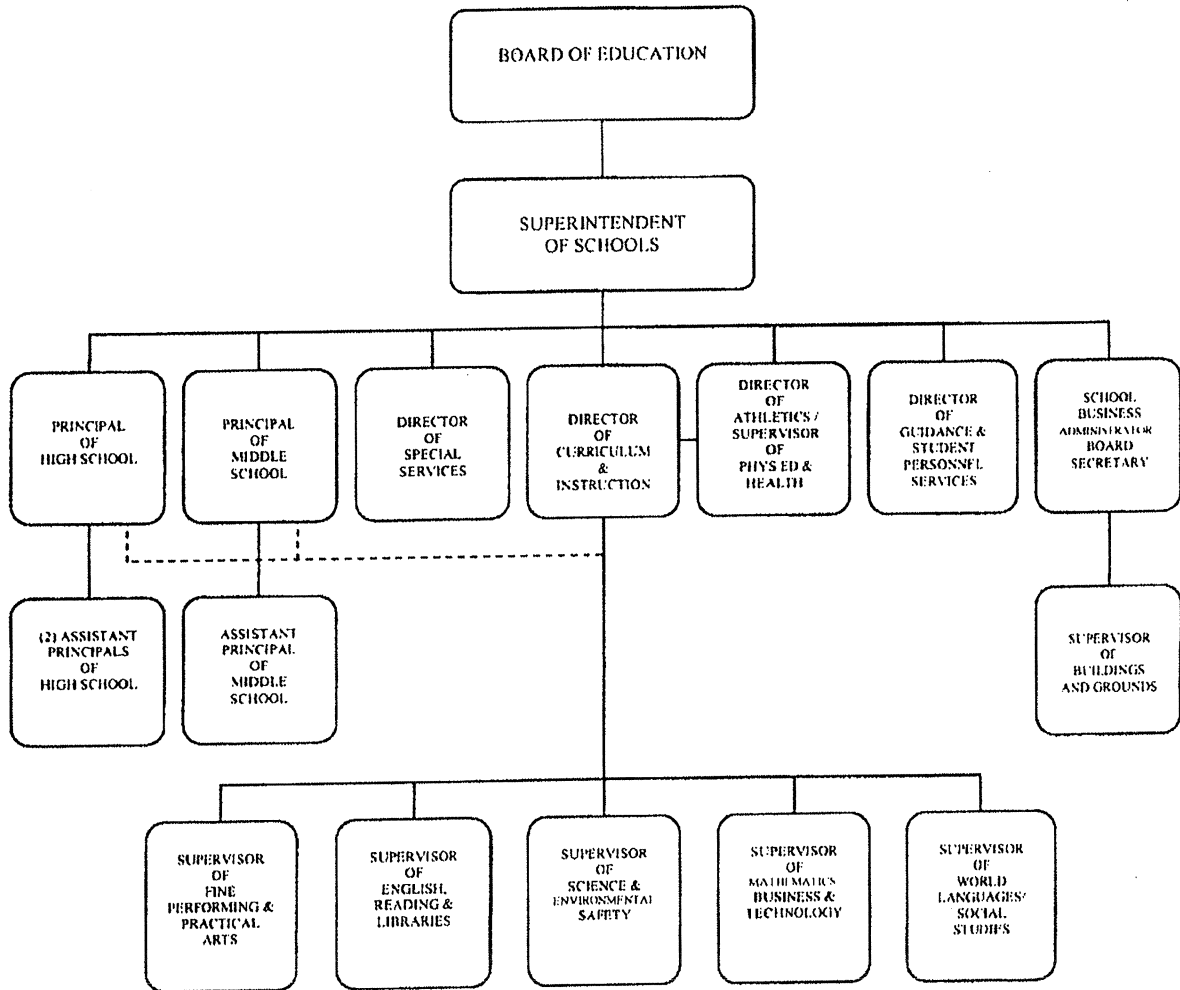 BOARD OF EDUCATION
SUPERINTENDENT
OF SCHOOLS
PRINCIPAL
OF
HIGH SCHOOL
PRINCIPAL
OF
MIDDLE
SCHOOL
DIRECTOR
OF
SPECIAL
SERVICES
DIRECTOR
OF
CURRICULUM
&
INSTRUCTION
DIRECTOR
OF
ATHLETICS /
SUPERVISOR
OF
PHYS ED &
HEALTH
DIRECTOR
OF
GUIDANCE &
STUDENT
PERSONNEL
SERVICES
SCHOOL
BUSINESS
ADMINISTRATOR
BOARD
SECRETARY
(2) ASSISTANT
PRINCIPALS
OF
HIGH SCHOOL
ASSISTANT
PRINCIPAL
OF
MIDDLE
SCHOOL
SUPERVISOR
OF
BUILDINGS
AND GROUNDS
SUPERVISOR
OF
FINE
PERFORMING &
PRACTICAL
ARTS
SUPERVISOR
OF
ENGLISH,
READING &
LIBRARIES
SUPERVISOR
OF
SCIENCE &
ENVIRONMENTAL
SAFETY
SUPERVISOR
OF
MATHEMATICS
BUSINESS &
TECHNOLOGY
SUPERVISOR
OF
WORLD
LANGUAGES/
SOCIAL
STUDIES